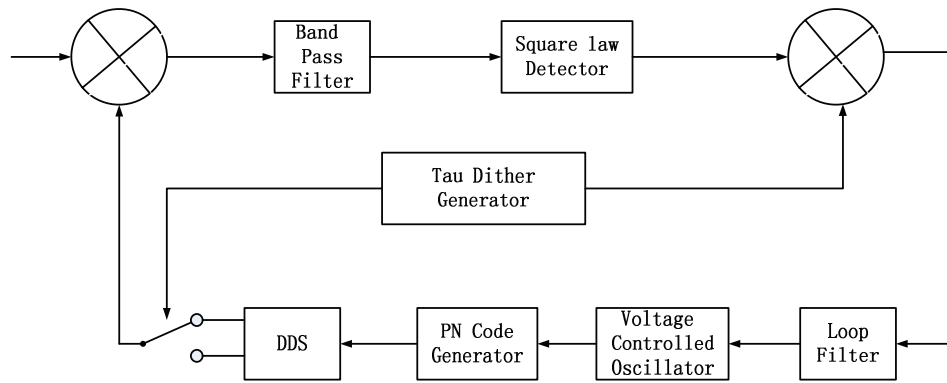 Band
Pass
Filter
Square law
Detector
Tau Dither
Generator
DDS
PN Code
Generator
Voltage
Controlled
Oscillator
Loop
Filter